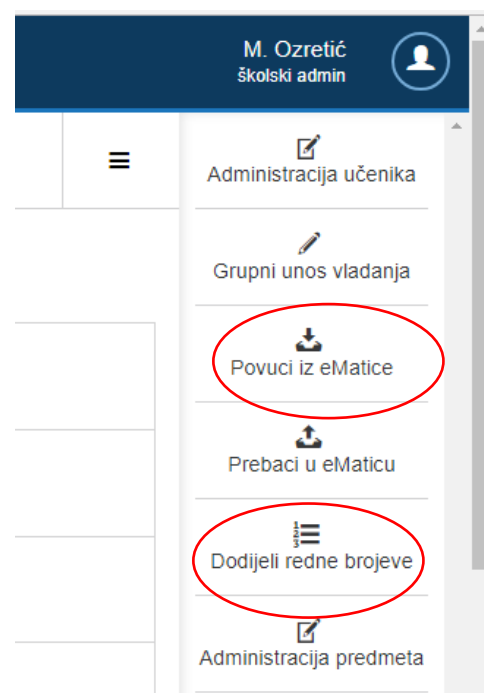 M. Ozretić
školski admin
Administracija učenika
Grupni unos vladanja
Povuci iz eMatice
Prebaci u eMaticu
Dodijeli redne brojeve
Administracija predmeta